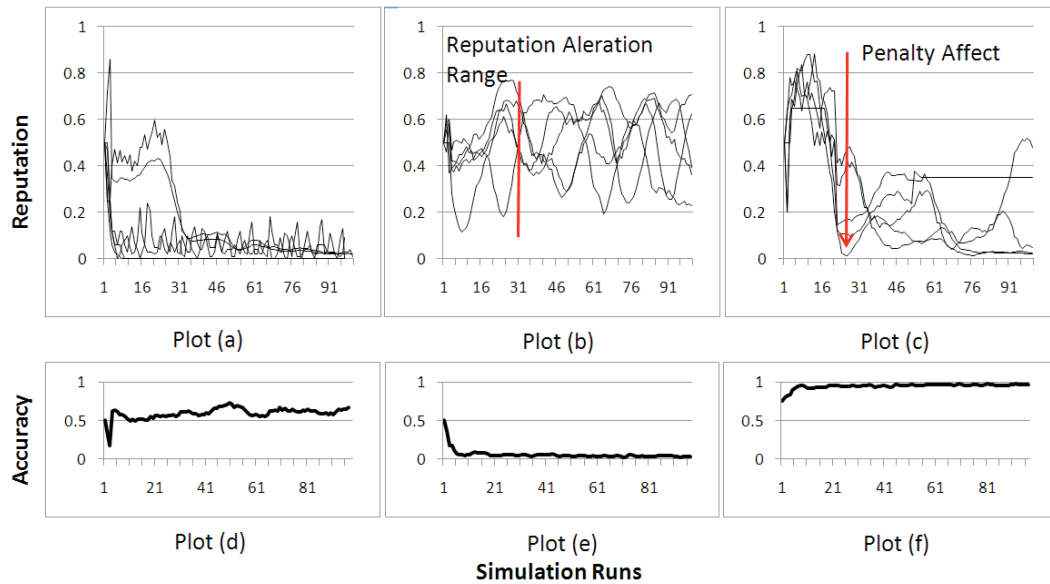 Reputation
1
0.8
0.6
0.4
0.2
0
1 16 31 46 61 76 91
Plot (a)
1
0.8
0.6
0.4
0.2
0
Reputation Aleration
Range
1 16 31 46 61 76 91
Plot (b)
1
0.8
0.6
0.4
0.2
0
Penalty Affect
1 16 31 46 61 76 91
Plot (c)
Accuracy
1
0.5
0
1 21 41 61 81
Plot (d)
1
0.5
0
1 21 41 61 81
Plot (e)
1
0.5
0
1 21 41 61 81
Plot (f)
Simulation Runs